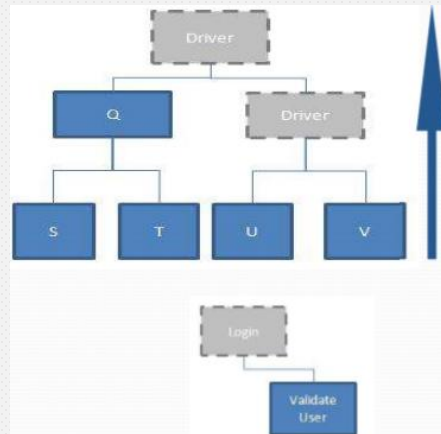 Driver
Q
Driver
S
T
U
V
Login
Validate
User